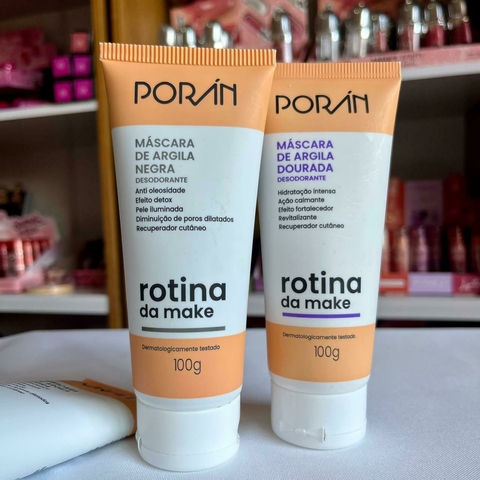 PORÁN
MÁSCARA
DE ARGILA
NEGRA
DESODORANTE
Anti oleosidade
Efeito detox
Pele iluminada
Diminuição de poros dilatados
Recuperador cutâneo
rotina
da make
Dermatologicamente testado
100g
PORÁN
MÁSCARA
DE ARGILA
DOURADA
DESODORANTE
Hidratação intensa
Ação calmante
Efeito fortalecedor
Revitalizante
Recuperador cutâneo
rotina
da make
Dermatologicamente testado
100g